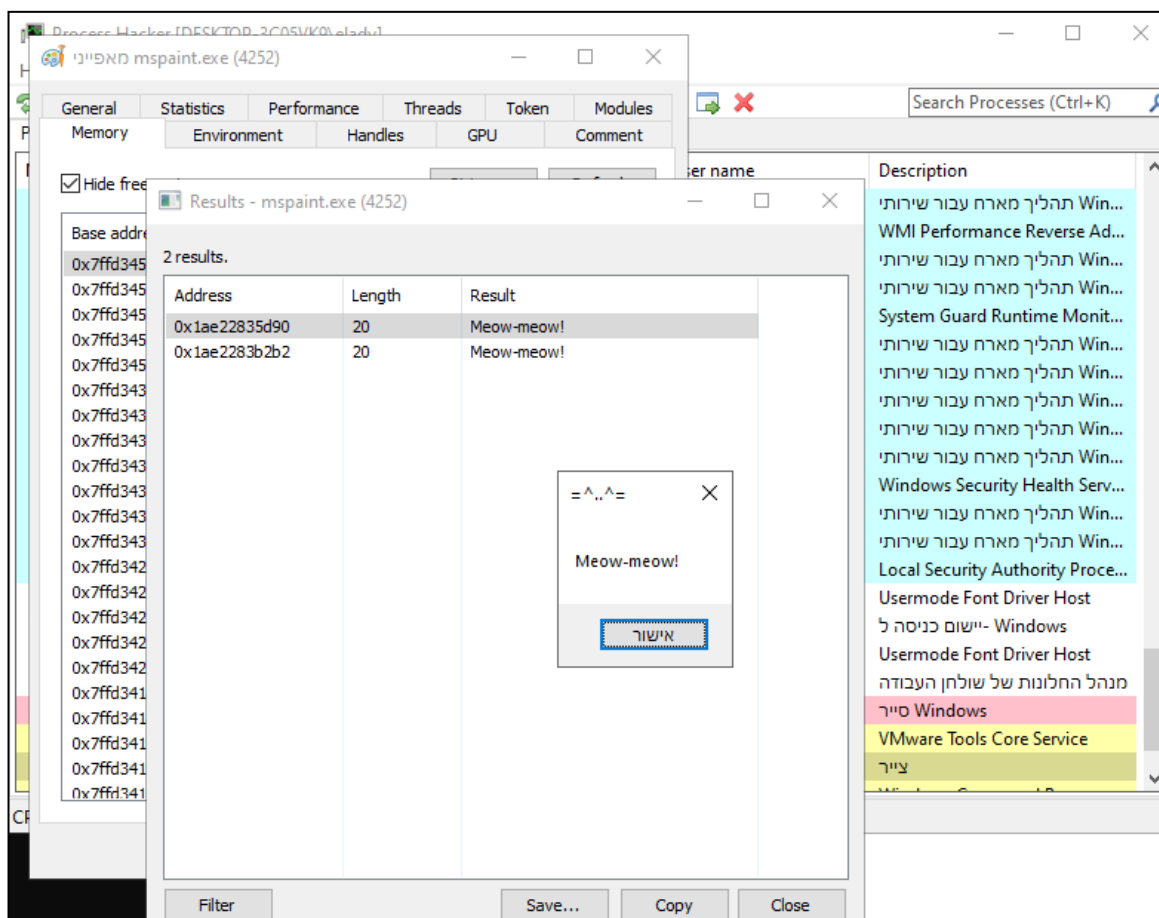 Process Hacker [DESKTOP-3C05VK9\elady]
מאפייני mspaint.exe (4252)
General Statistics Performance Threads Token Modules
Memory Environment Handles GPU Comment
Search Processes (Ctrl+K)
Hide free
Description
Results - mspaint.exe (4252)
2 results.
Base addre
Address Length Result
0x1ae22835d90 20 Meow-meow!
0x1ae2283b2b2 20 Meow-meow!
0x7ffd345
0x7ffd345
0x7ffd345
0x7ffd345
0x7ffd345
0x7ffd343
0x7ffd343
0x7ffd343
0x7ffd343
0x7ffd343
0x7ffd343
0x7ffd343
0x7ffd342
0x7ffd342
0x7ffd342
0x7ffd342
0x7ffd342
0x7ffd341
0x7ffd341
0x7ffd341
0x7ffd341
0x7ffd341
=^..^=
Meow-meow!
אישור
ser name
תהליך מארח עבור שירותי Win...
WMI Performance Reverse Ad...
תהליך מארח עבור שירותי Win...
תהליך מארח עבור שירותי Win...
System Guard Runtime Monit...
תהליך מארח עבור שירותי Win...
תהליך מארח עבור שירותי Win...
תהליך מארח עבור שירותי Win...
תהליך מארח עבור שירותי Win...
תהליך מארח עבור שירותי Win...
Windows Security Health Serv...
תהליך מארח עבור שירותי Win...
תהליך מארח עבור שירותי Win...
Local Security Authority Proce...
Usermode Font Driver Host
יישום כניסה ל- Windows
Usermode Font Driver Host
מנהל החלונות של שולחן העבודה
סייר Windows
VMware Tools Core Service
צייר
Filter Save... Copy Close